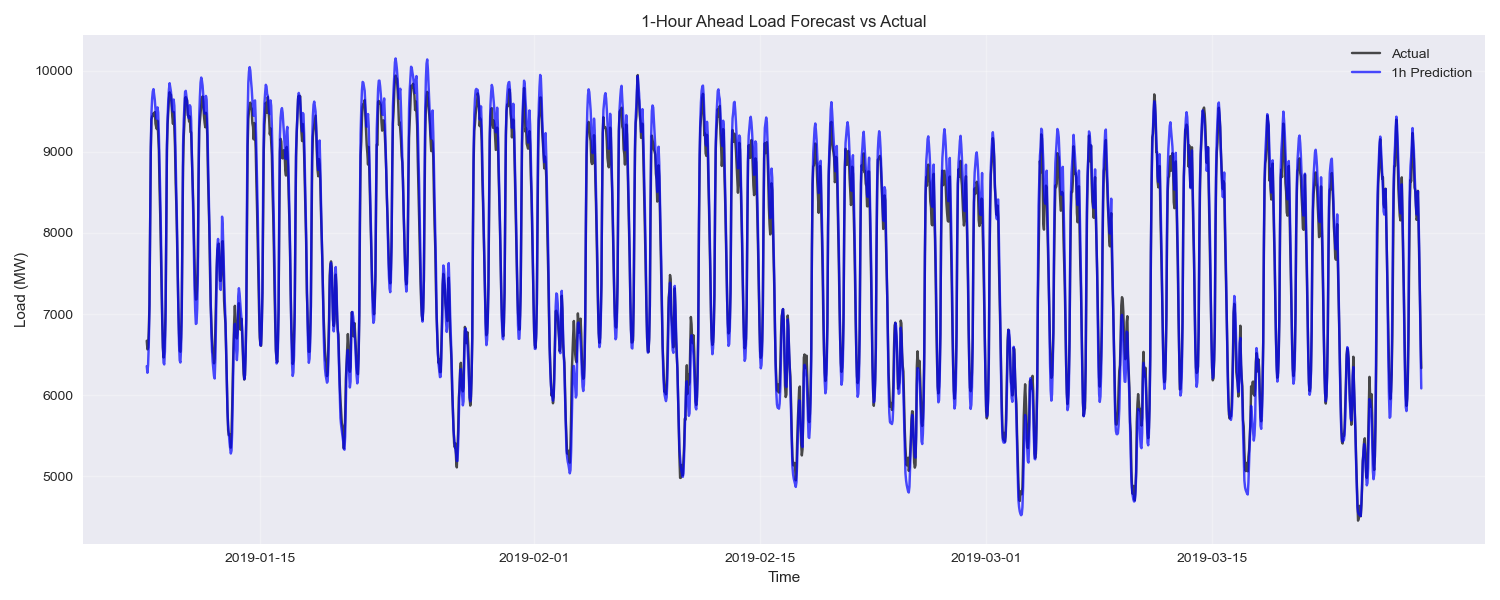 1-Hour Ahead Load Forecast vs Actual
Actual
1h Prediction
Load (MW)
10000
9000
8000
7000
6000
5000
2019-01-15
2019-02-01
2019-02-15
2019-03-01
2019-03-15
Time